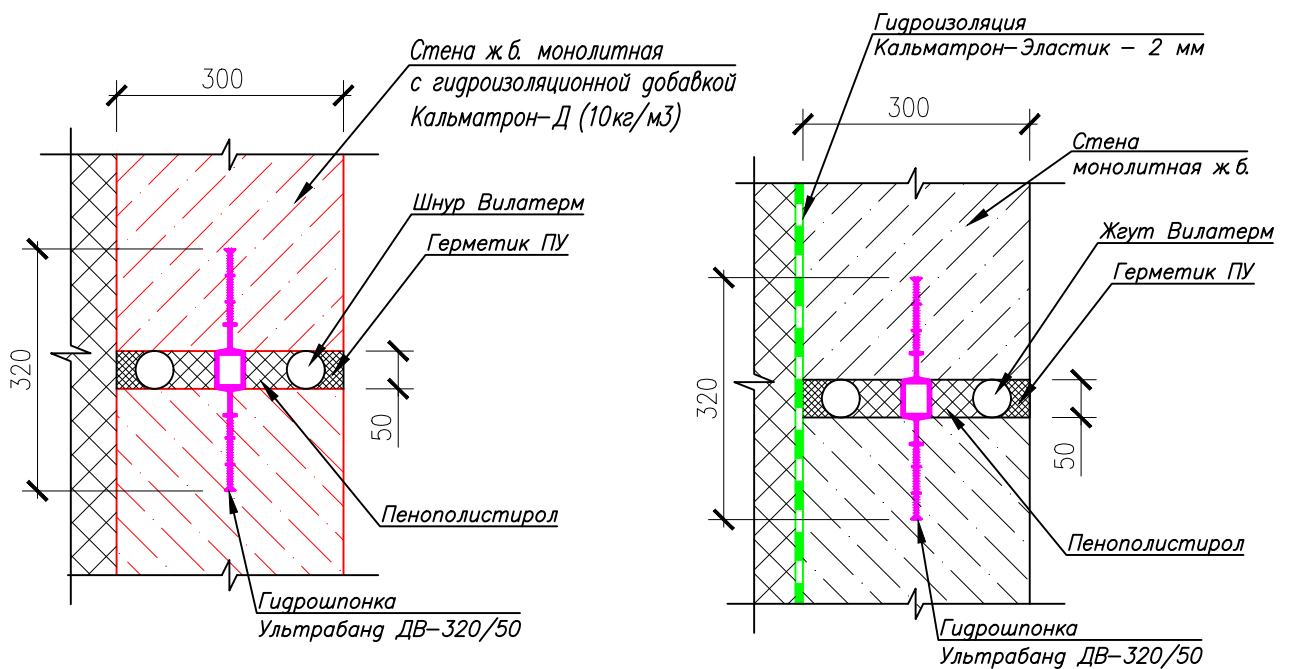 300
Стена ж.б. монолитная
с гидроизоляционной добавкой
Кальматрон-Д (10кг/м3)
Шнур Вилатерм
Герметик ПУ
320
50
Пенополистирол
Гидрошпонка
Ультрабанд ДВ-320/50
Гидроизоляция
Кальматрон-Эластик - 2 мм
300
Стена
монолитная ж.б.
Жгут Вилатерм
Герметик ПУ
320
50
Пенополистирол
Гидрошпонка
Ультрабанд ДВ-320/50